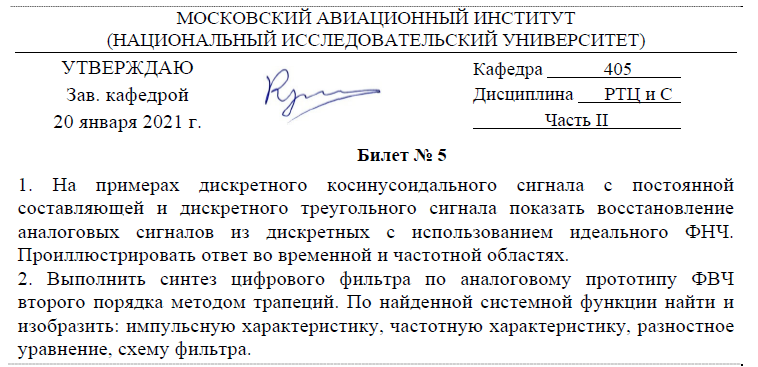 МОСКОВСКИЙ АВИАЦИОННЫЙ ИНСТИТУТ
(НАЦИОНАЛЬНЫЙ ИССЛЕДОВАТЕЛЬСКИЙ УНИВЕРСИТЕТ)
УТВЕРЖДАЮ
Зав. кафедрой
20 января 2021 г.
Кафедра 405
Дисциплина РТЦ и С
Часть II
Билет № 5
1. На примерах дискретного косинусоидального сигнала с постоянной
составляющей и дискретного треугольного сигнала показать восстановление
аналоговых сигналов из дискретных с использованием идеального ФНЧ.
Проиллюстрировать ответ во временной и частотной областях.
2. Выполнить синтез цифрового фильтра по аналоговому прототипу ФВЧ
второго порядка методом трапеций. По найденной системной функции найти и
изобразить: импульсную характеристику, частотную характеристику, разностное
уравнение, схему фильтра.